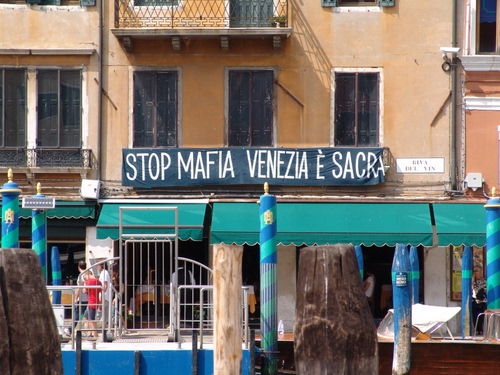 STOP MAFIA VENEZIA È SACRA
RIVA
DEL VIN